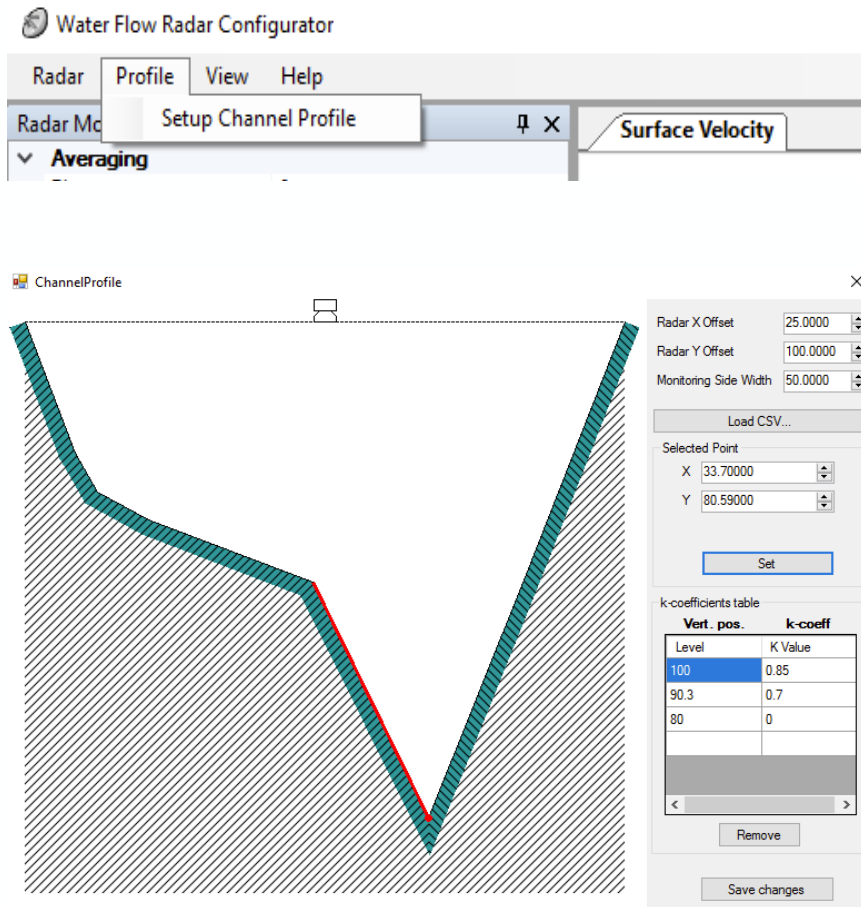 Water Flow Radar Configurator
Radar Profile View Help
Radar Mo
Setup Channel Profile
Surface Velocity
Averaging
ChannelProfile
Radar X Offset 25.0000
Radar Y Offset 100.0000
Monitoring Side Width 50.0000
Load CSV...
Selected Point
X 33.70000
Y 80.59000
Set
k-coefficients table
Vert. pos. k-coeff
Level K Value
100 0.85
90.3 0.7
80 0
Remove
Save changes